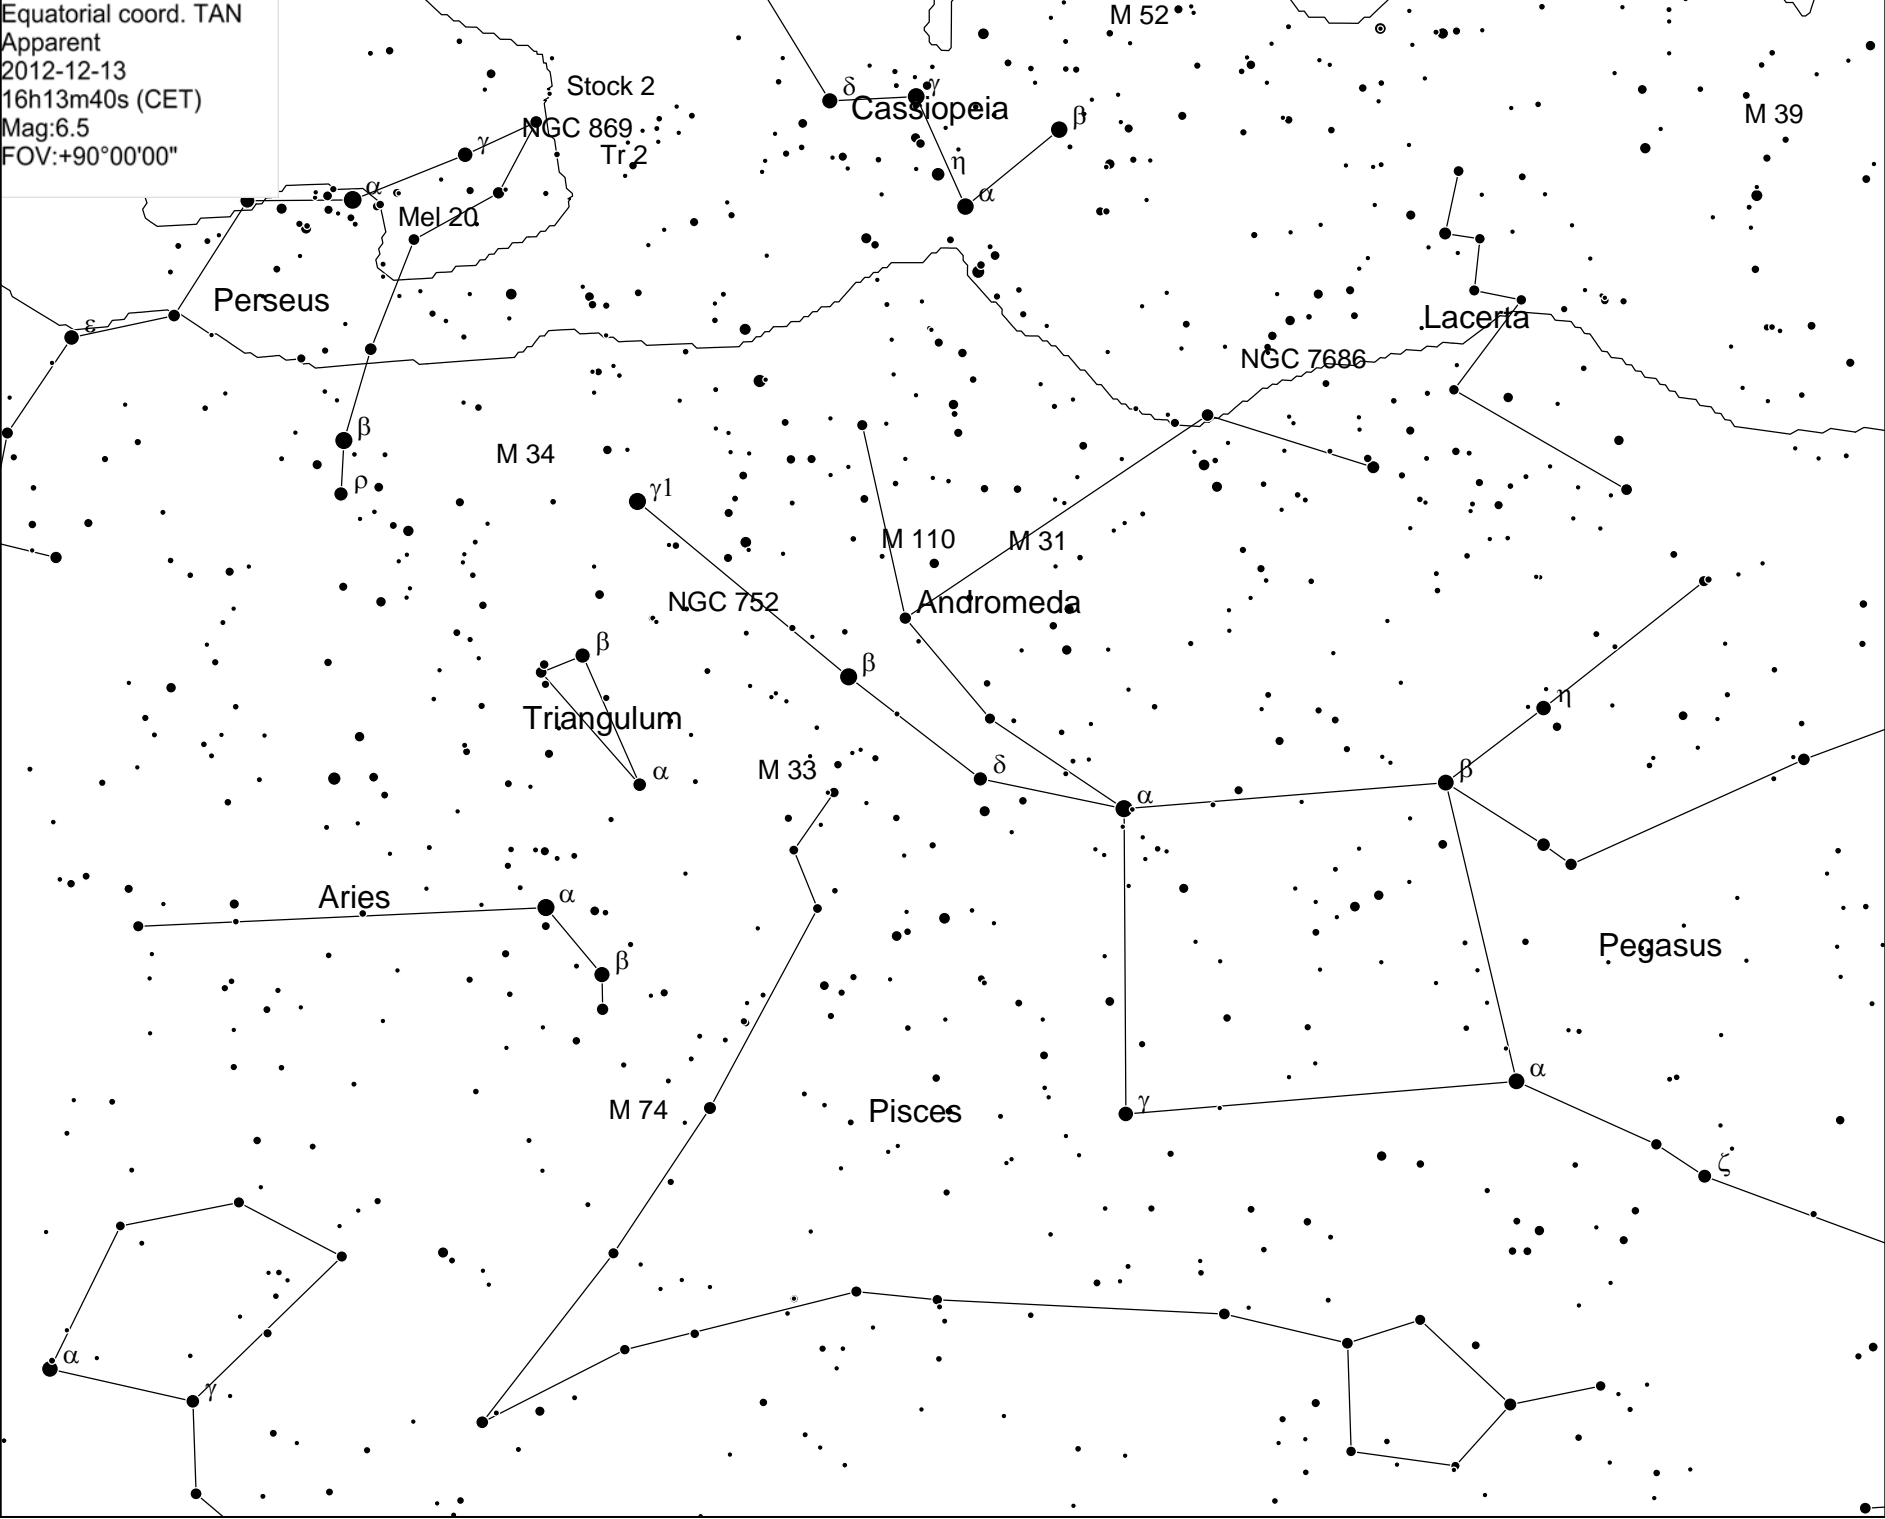 Equatorial coord. TAN
Apparent
2012-12-13
16h13m40s (CET)
Mag:6.5
FOV:+90°00'00"
M 52
Stock 2
δ
γ
Cassiopeia
β
M 39
NGC 869
γ
Tr 2
η
α
α
Mel 20
Perseus
ε
Lacerta
NGC 7686
β
M 34
ρ
γ1
M 110
M 31
NGC 752
Andromeda
β
β
Triangulum
η
α
M 33
δ
β
α
Aries
α
β
Pegasus
α
M 74
Pisces
γ
ζ
α
γ